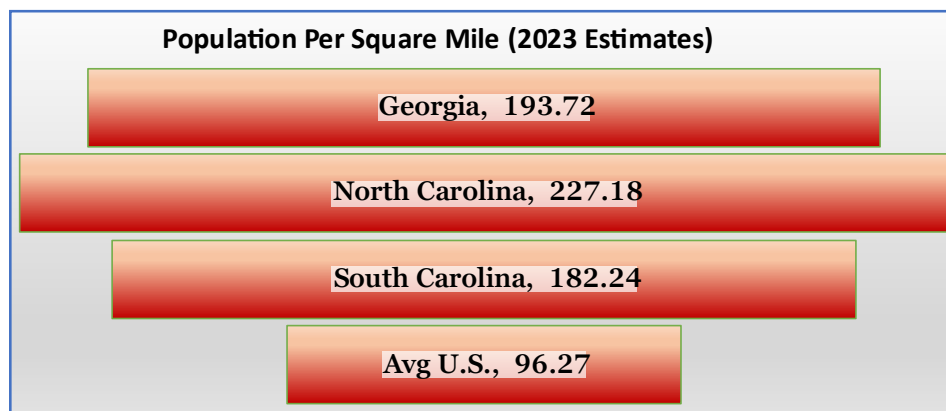 Population Per Square Mile (2023 Estimates)
Georgia, 193.72
North Carolina, 227.18
South Carolina, 182.24
Avg U.S., 96.27